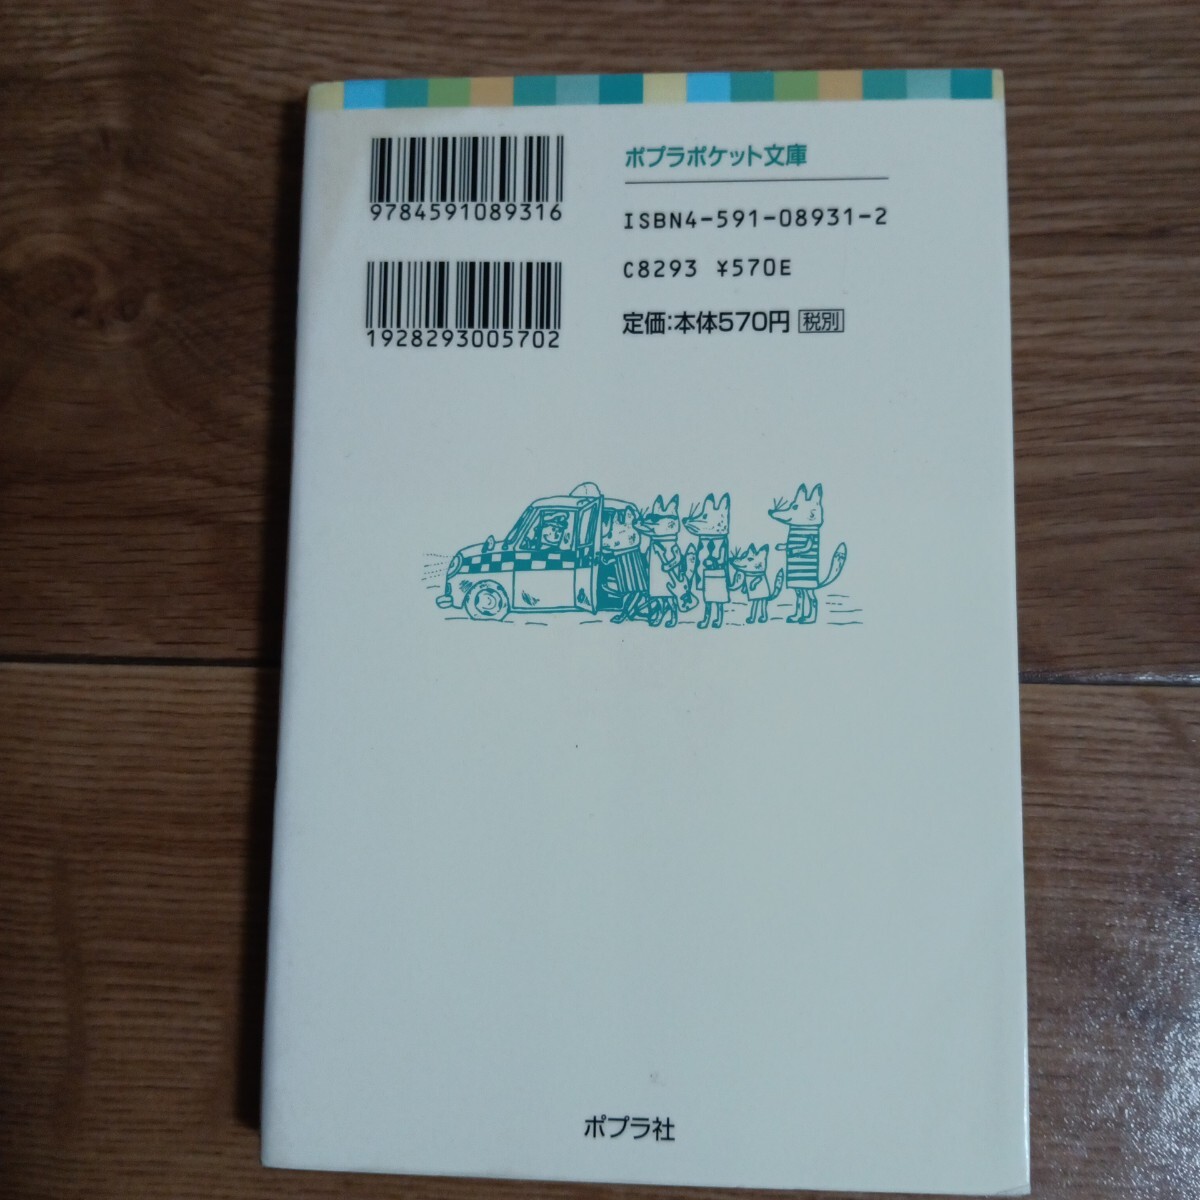 9784591089316
1928293005702
ポプラポケット文庫
ISBN4-591-08931-2
C8293 ¥570E
定価:本体570円 税別
ポプラ社